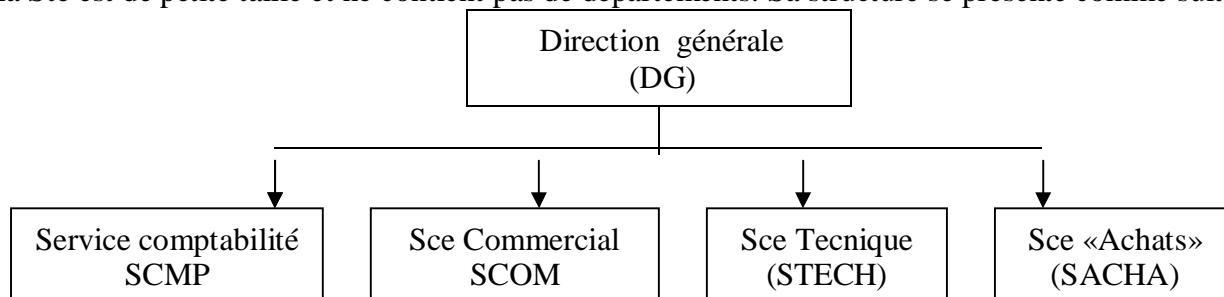 la Sté est de petite taille et ne contient pas de départements. Sa structure se présente comme suit
Direction générale
(DG)
Service comptabilité
SCMP
Sce Commercial
SCOM
Sce Tecnique
(STECH)
Sce «Achats»
(SACHA)